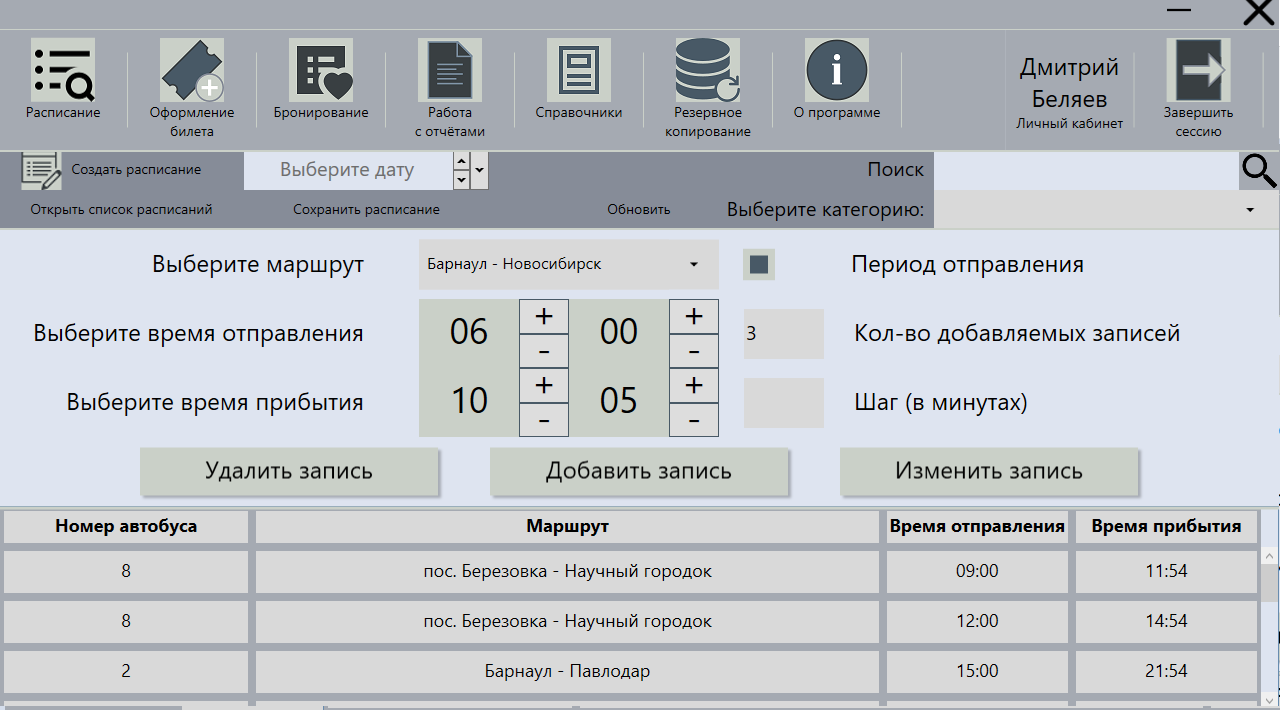 Расписание
Оформление
билета
Бронирование
Работа
с отчётами
Справочники
Резервное
копирование
О программе
Дмитрий
Беляев
Личный кабинет
Завершить
сессию
Создать расписание
Выберите дату
Поиск
Открыть список расписаний
Сохранить расписание
Обновить
Выберите категорию:
Выберите маршрут
Барнаул - Новосибирск
Период отправления
Выберите время отправления
06 + - 00 + -
3
Кол-во добавляемых записей
Выберите время прибытия
10 + - 05 + -
Шаг (в минутах)
Удалить запись
Добавить запись
Изменить запись
Номер автобуса Маршрут Время отправления Время прибытия
8 пос. Березовка - Научный городок 09:00 11:54
8 пос. Березовка - Научный городок 12:00 14:54
2 Барнаул - Павлодар 15:00 21:54